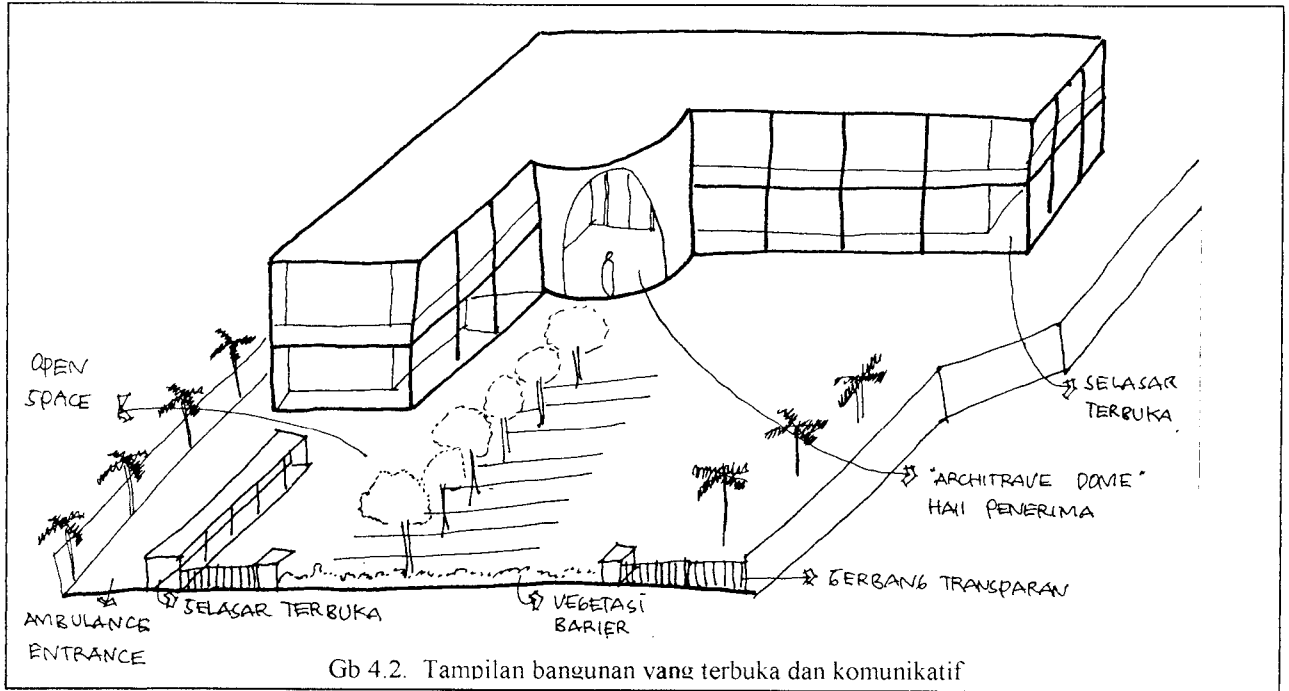 OPEN
SPACE
SELASAR
TERBUKA
"ARCHITRAVE DOME"
HAll PENERIMA
GERBANG TRANSPARAN
SELASAR TERBUKA
VEGETASI
BARIER
AMBULANCE
ENTRANCE
Gb 4.2. Tampilan bangunan yang terbuka dan komunikatif